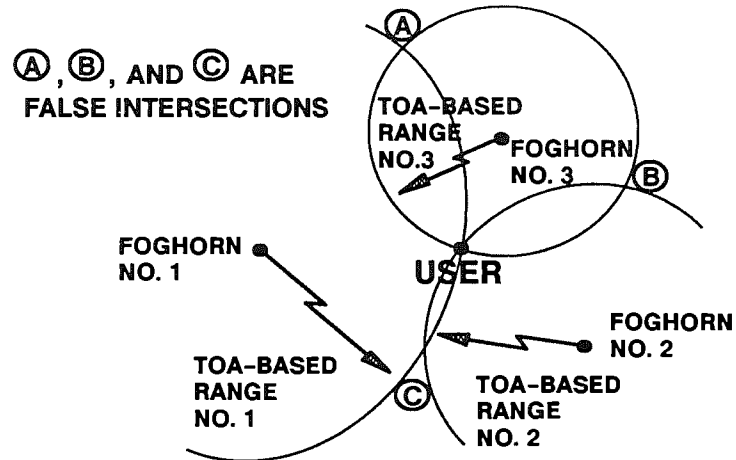 Ⓐ, Ⓑ, AND Ⓒ ARE
FALSE INTERSECTIONS
A
TOA-BASED
RANGE
NO.3
FOGHORN
NO. 3
B
FOGHORN
NO. 1
USER
FOGHORN
NO. 2
TOA-BASED
RANGE
NO. 1
C
TOA-BASED
RANGE
NO. 2